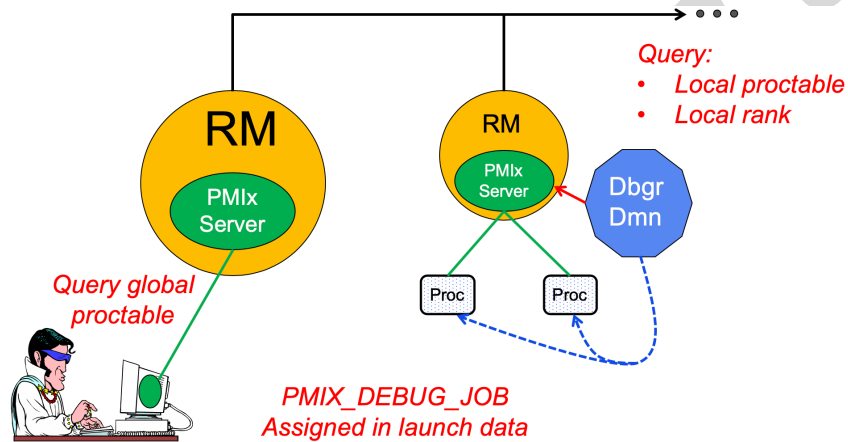 Query:
• Local proctable
• Local rank
RM
PMIx
Server
RM
PMIx
Server
Dbgr
Dmn
Proc
Proc
Query global
proctable
PMIX_DEBUG_JOB
Assigned in launch data